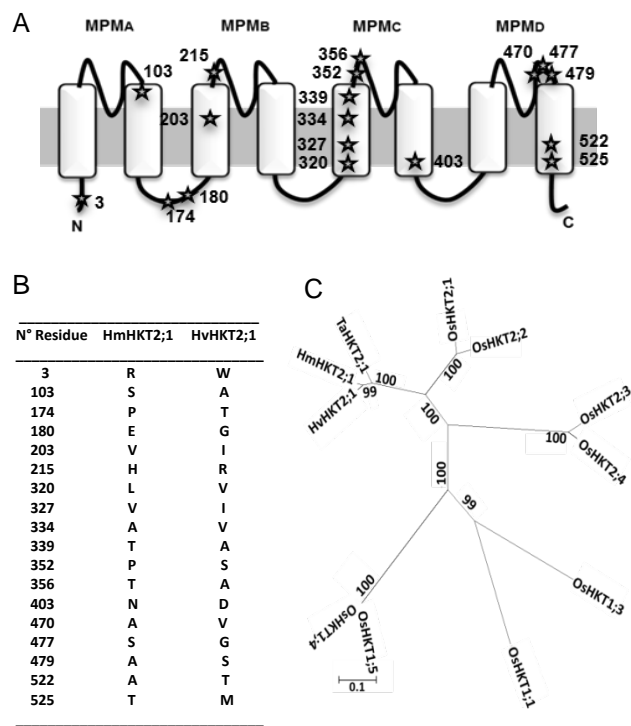 A
MPMA MPMB MPMC MPMD
215
103
203
356
352
339
334
327
320
403
470
477
479
522
525
3
174
180
N
C
B
N° Residue HmHKT2;1 HvHKT2;1
3 R W
103 S A
174 P T
180 E G
203 V I
215 H R
320 L V
327 V I
334 A V
339 T A
352 P S
356 T A
403 N D
470 A V
477 S G
479 A S
522 A T
525 T M
C
OsHKT2;1
OsHKT2;2
TaHKT2;1
HmHKT2;1
HvHKT2;1
100
99
100
100
OsHKT2;3
OsHKT2;4
100
100
99
OsHKT1;3
OsHKT1;1
100
OsHKT1;4
OsHKT1;5
0.1